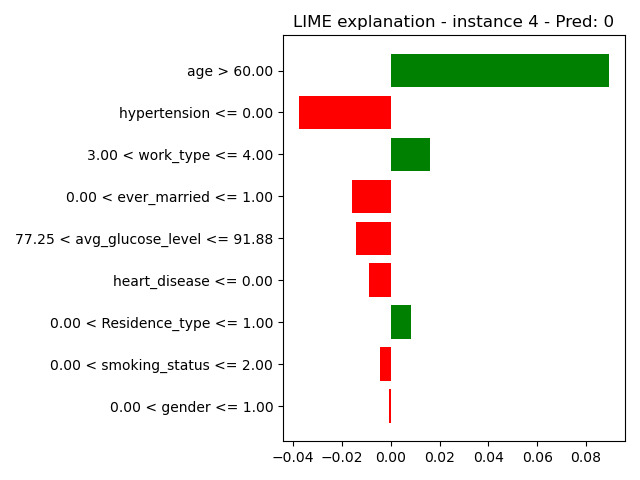 LIME explanation - instance 4 - Pred: 0
age > 60.00
hypertension <= 0.00
3.00 < work_type <= 4.00
0.00 < ever_married <= 1.00
77.25 < avg_glucose_level <= 91.88
heart_disease <= 0.00
0.00 < Residence_type <= 1.00
0.00 < smoking_status <= 2.00
0.00 < gender <= 1.00
−0.04 −0.02 0.00 0.02 0.04 0.06 0.08